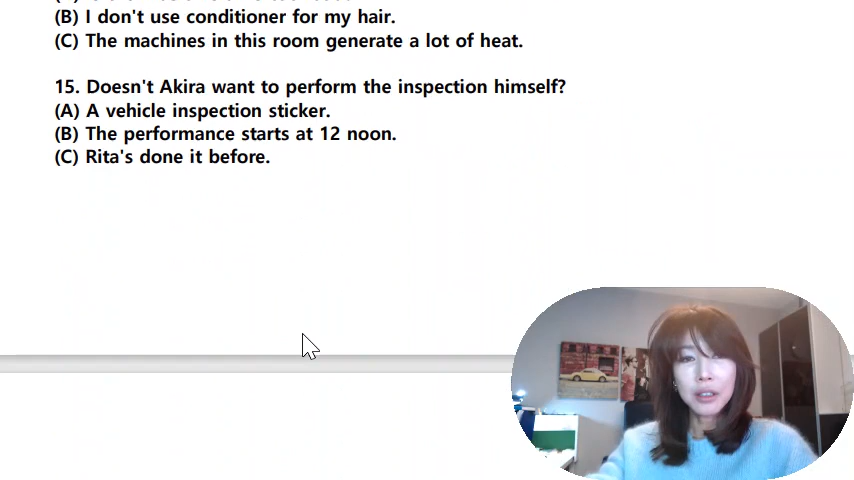 (B) I don't use conditioner for my hair.
(C) The machines in this room generate a lot of heat.
15. Doesn't Akira want to perform the inspection himself?
(A) A vehicle inspection sticker.
(B) The performance starts at 12 noon.
(C) Rita's done it before.